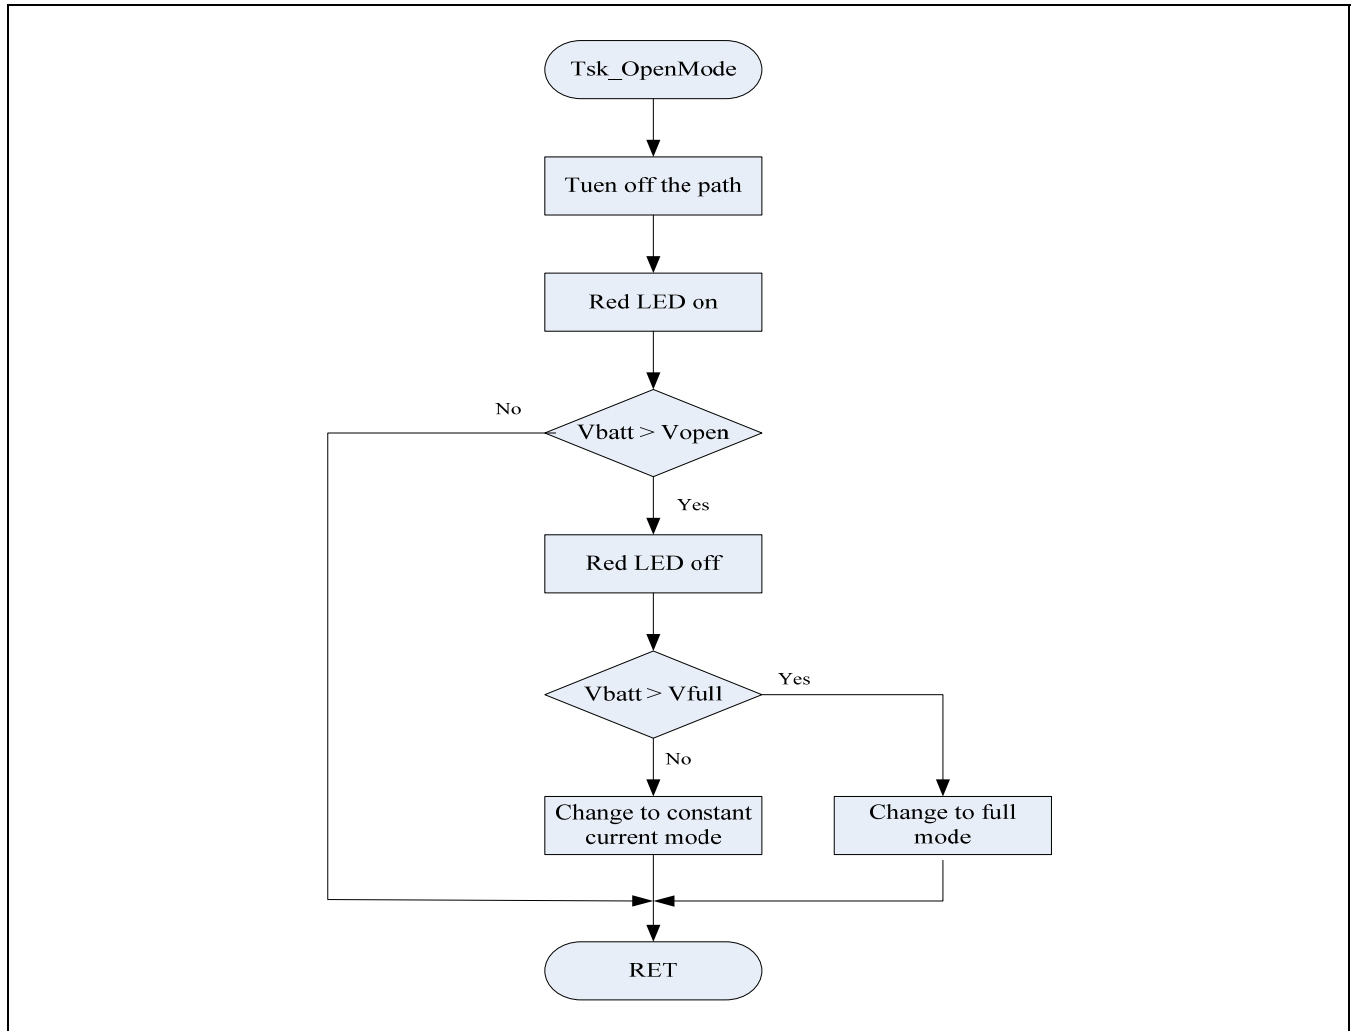 Tsk_OpenMode
Tuen off the path
Red LED on
No
Vbatt > Vopen
Yes
Red LED off
Vbatt > Vfull
Yes
No
Change to constant
current mode
Change to full
mode
RET